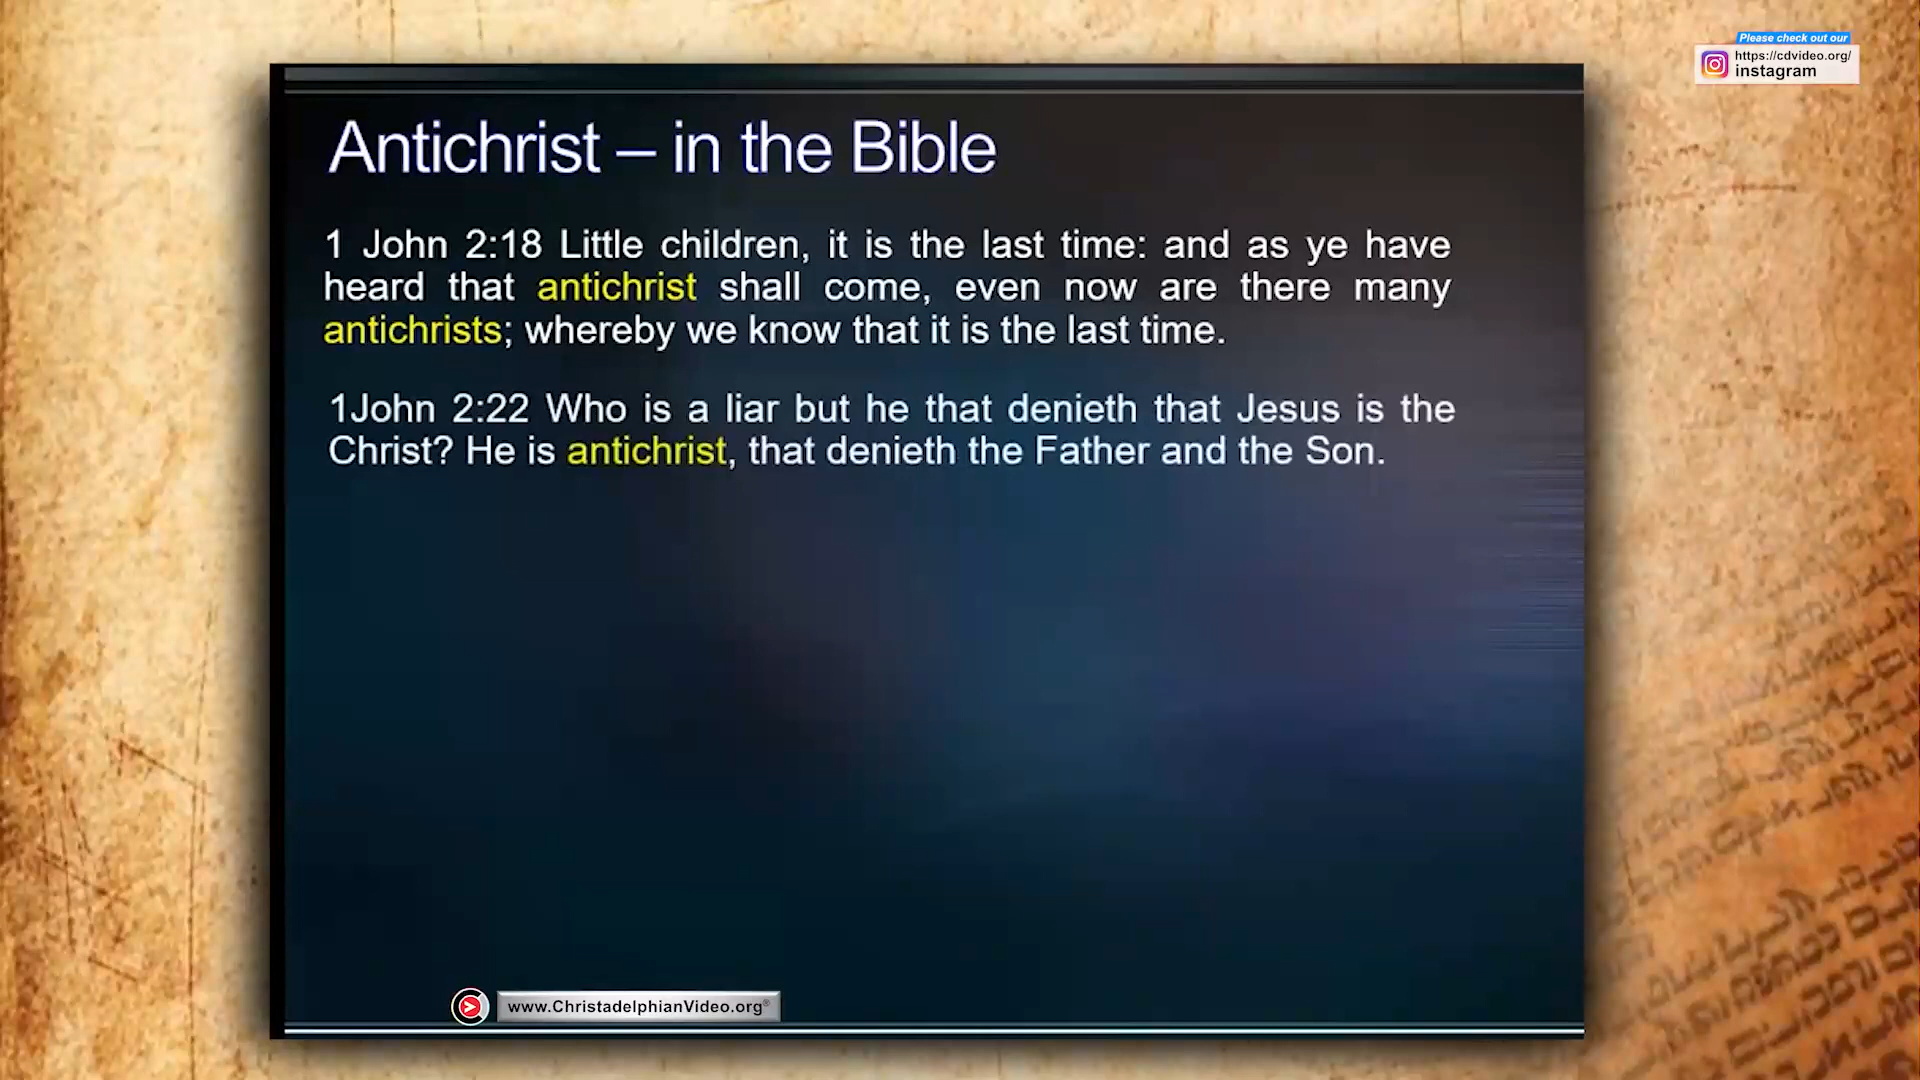 Please check out our
https://cdvideo.org/
instagram
Antichrist – in the Bible
1 John 2:18 Little children, it is the last time: and as ye have
heard that antichrist shall come, even now are there many
antichrists; whereby we know that it is the last time.
1John 2:22 Who is a liar but he that denieth that Jesus is the
Christ? He is antichrist, that denieth the Father and the Son.
www.ChristadelphianVideo.org®